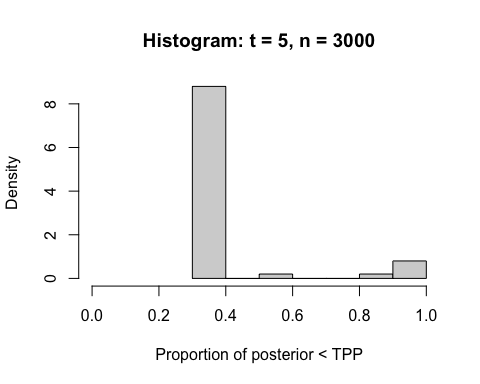 Histogram: t = 5, n = 3000
Density
8
6
4
2
0
0.0 0.2 0.4 0.6 0.8 1.0
Proportion of posterior < TPP